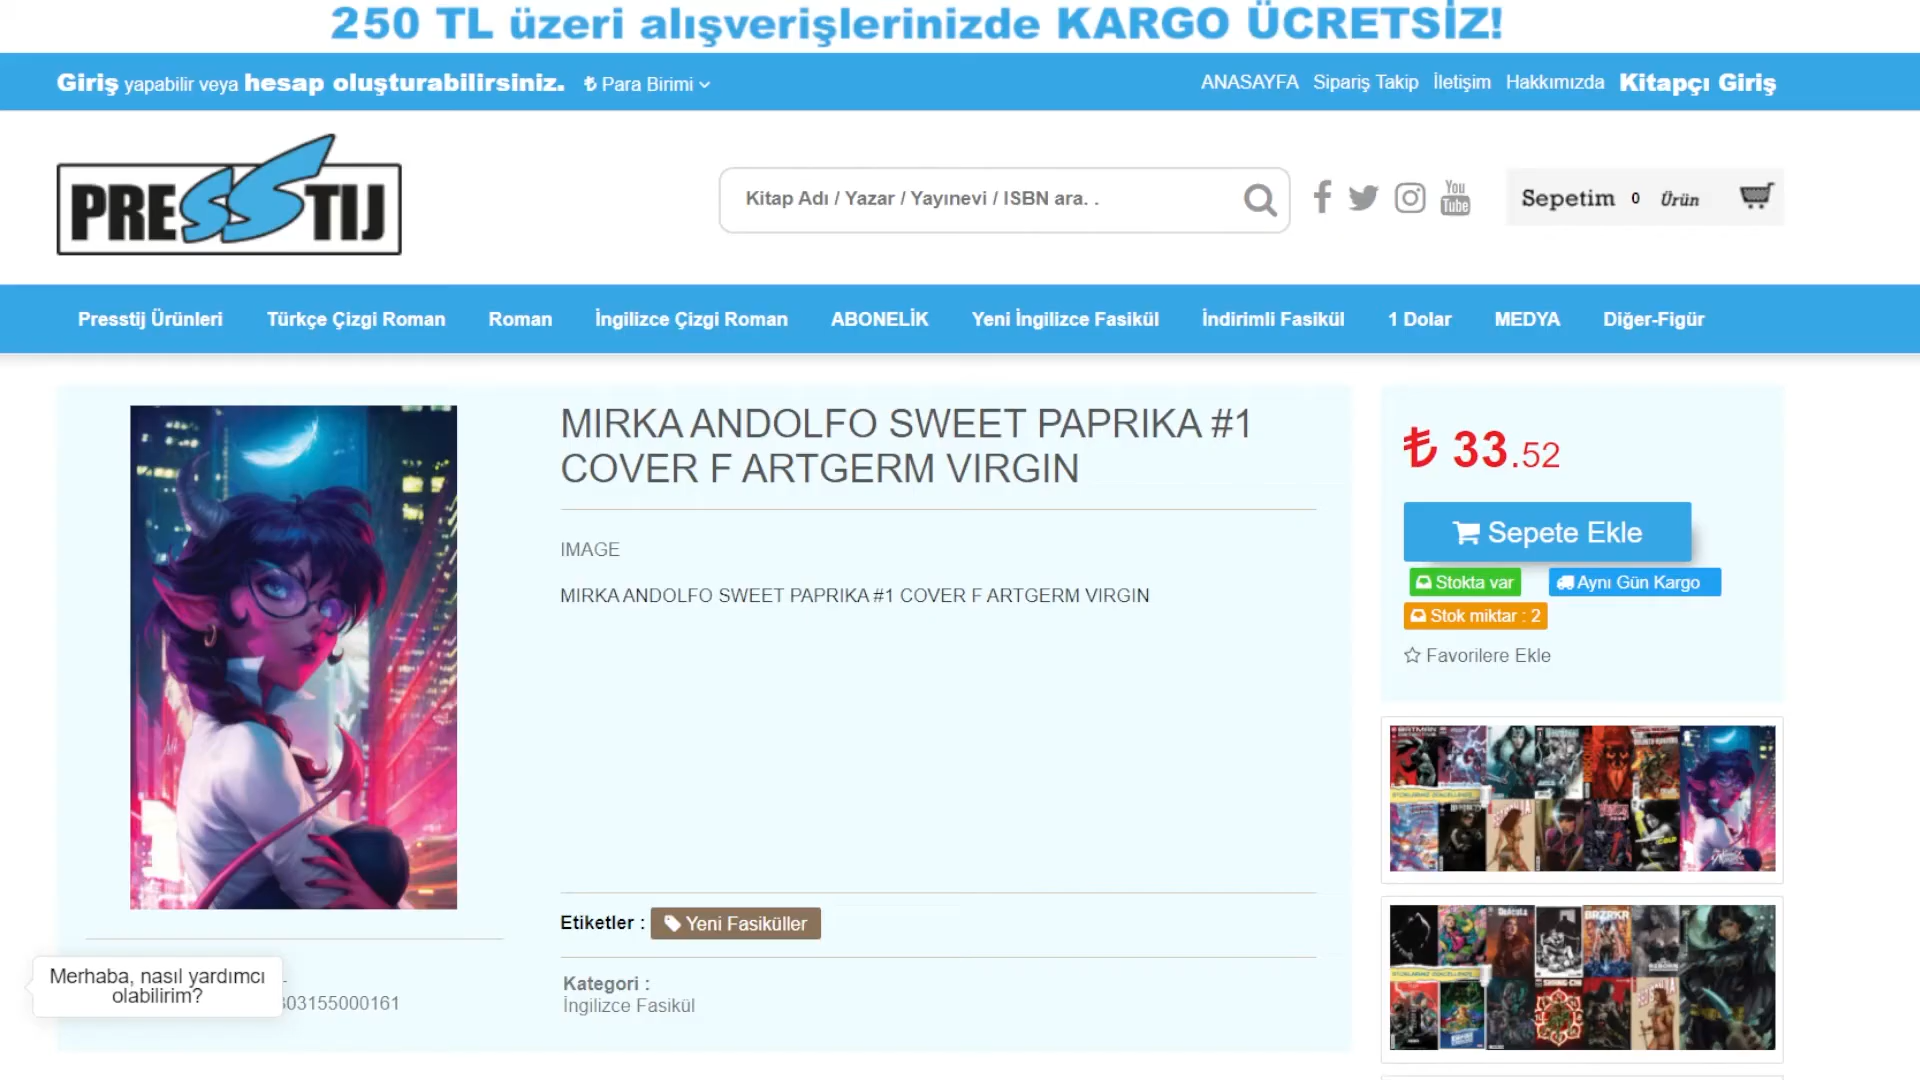 250 TL üzeri alışverişlerinizde KARGO ÜCRETSİZ!
Giriş yapabilir veya hesap oluşturabilirsiniz. ₺ Para Birimi
ANASAYFA Sipariş Takip İletişim Hakkımızda Kitapçı Giriş
PRESSTIJ
Kitap Adı / Yazar / Yayınevi / ISBN ara. .
You
Tube
Sepetim 0 Ürün
Presstij Ürünleri Türkçe Çizgi Roman Roman İngilizce Çizgi Roman ABONELİK Yeni İngilizce Fasikül İndirimli Fasikül 1 Dolar MEDYA Diğer-Figür
MIRKA ANDOLFO SWEET PAPRIKA #1
COVER F ARTGERM VIRGIN
IMAGE
MIRKA ANDOLFO SWEET PAPRIKA #1 COVER F ARTGERM VIRGIN
Etiketler : Yeni Fasiküller
Kategori :
İngilizce Fasikül
₺ 33.52
Sepete Ekle
Stokta var Aynı Gün Kargo
Stok miktar : 2
Favorilere Ekle
BRZRKR
Merhaba, nasıl yardımcı
olabilirim?
03155000161